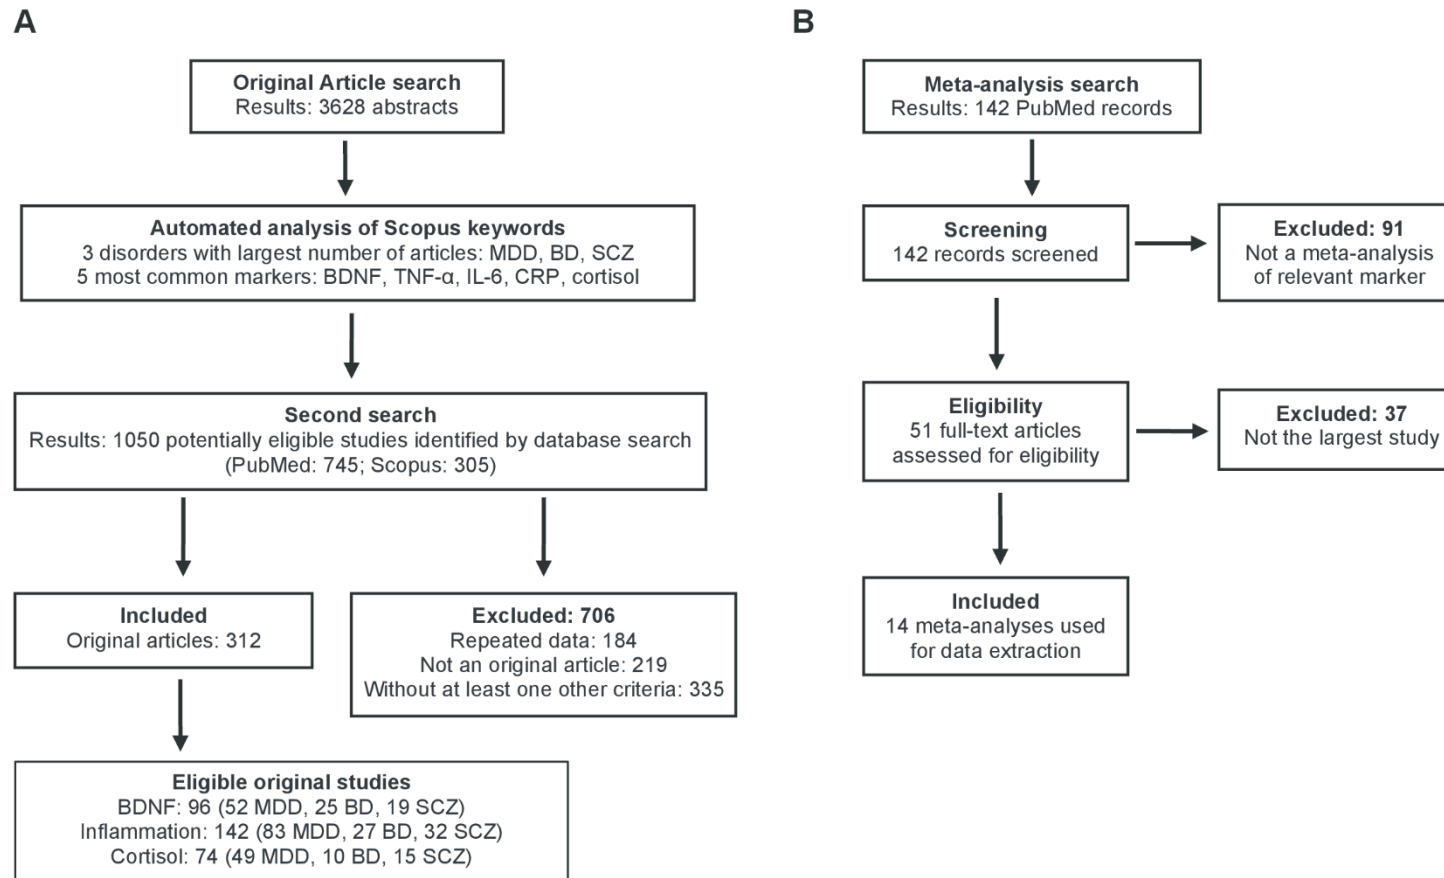 A
Original Article search
Results: 3628 abstracts
Automated analysis of Scopus keywords
3 disorders with largest number of articles: MDD, BD, SCZ
5 most common markers: BDNF, TNF-α, IL-6, CRP, cortisol
Second search
Results: 1050 potentially eligible studies identified by database search
(PubMed: 745; Scopus: 305)
Included
Original articles: 312
Excluded: 706
Repeated data: 184
Not an original article: 219
Without at least one other criteria: 335
Eligible original studies
BDNF: 96 (52 MDD, 25 BD, 19 SCZ)
Inflammation: 142 (83 MDD, 27 BD, 32 SCZ)
Cortisol: 74 (49 MDD, 10 BD, 15 SCZ)
B
Meta-analysis search
Results: 142 PubMed records
Screening
142 records screened
Excluded: 91
Not a meta-analysis
of relevant marker
Eligibility
51 full-text articles
assessed for eligibility
Excluded: 37
Not the largest study
Included
14 meta-analyses used
for data extraction